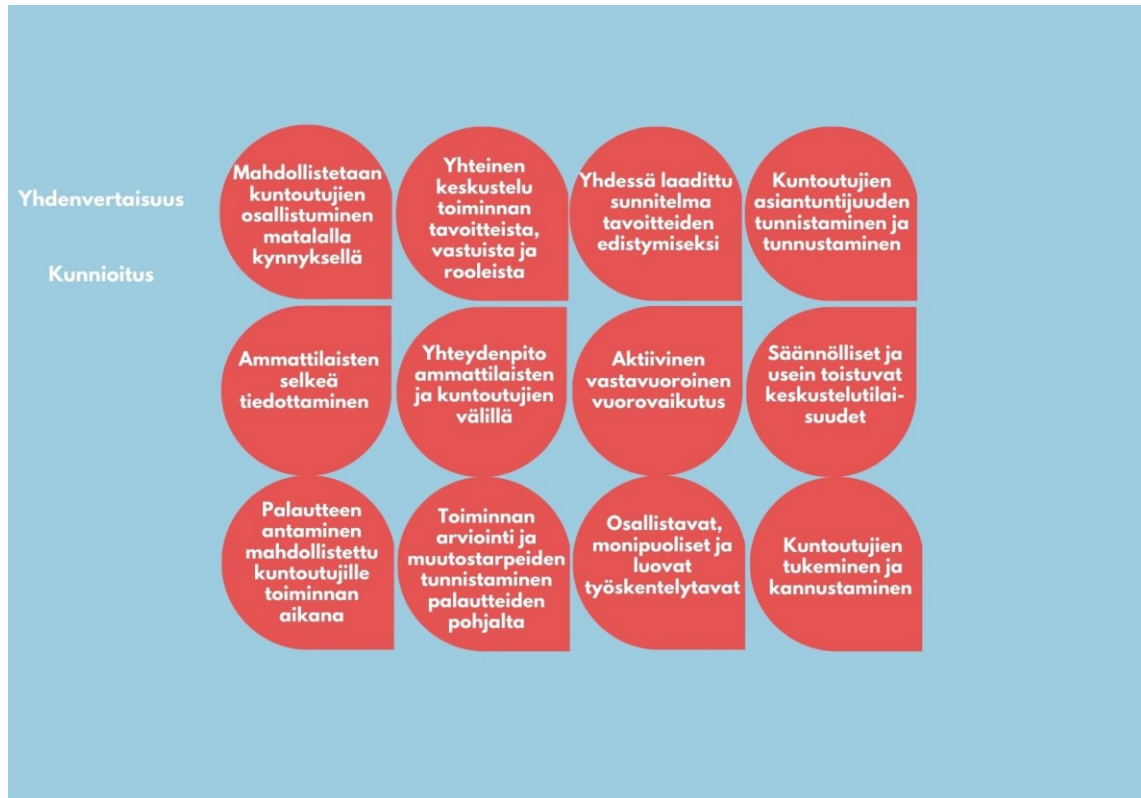 Yhdenvertaisuus
Kunnioitus
Mahdollistetaan
kuntoutujien
osallistuminen
matalalla
kynnyksellä
Yhteinen
keskustelu
toiminnan
tavoitteista,
vastuista ja
rooleista
Yhdessä laadittu
sunnitelma
tavoitteiden
edistymiseksi
Kuntoutujien
asiantuntijuuden
tunnistaminen ja
tunnustaminen
Ammattilaisten
selkeä
tiedottaminen
Yhteydenpito
ammattilaisten
ja kuntoutujien
välillä
Aktiivinen
vastavuoroinen
vuorovaikutus
Säännölliset ja
usein toistuvat
keskustelutilai-
suudet
Palautteen
antaminen
mahdollistettu
kuntoutujille
toiminnan
aikana
Toiminnan
arviointi ja
muutostarpeiden
tunnistaminen
palautteiden
pohjalta
Osallistavat,
monipuoliset ja
luovat
työskentelytavat
Kuntoutujien
tukeminen ja
kannustaminen